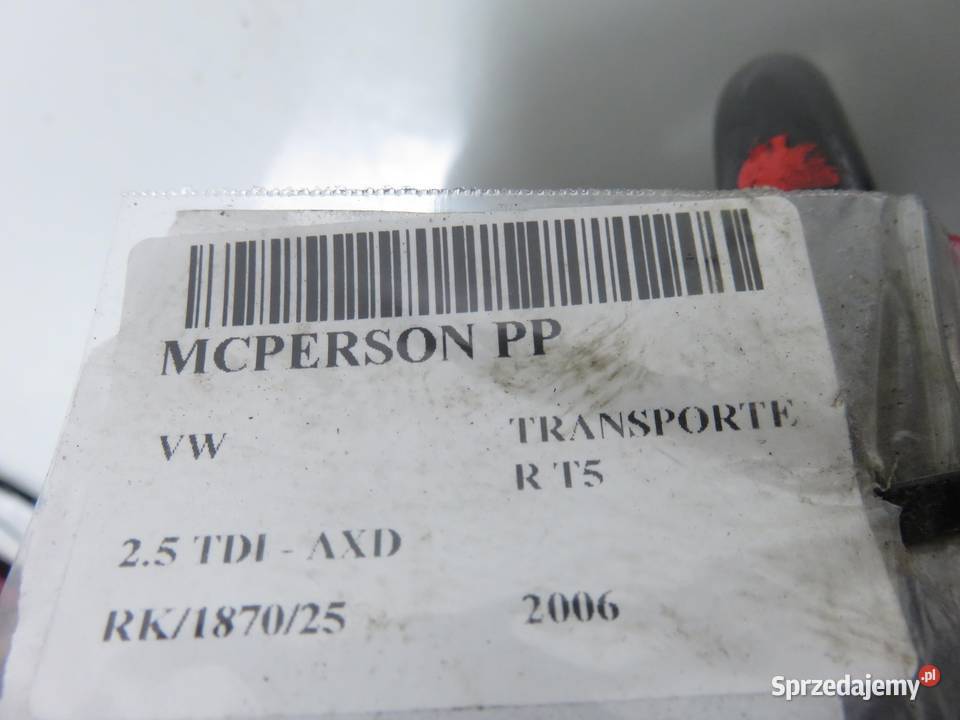 MCPERSON PP
VW
TRANSPORTE
R T5
2.5 TDI - AXD
RK/1870/25
2006
Sprzedajemy.pl